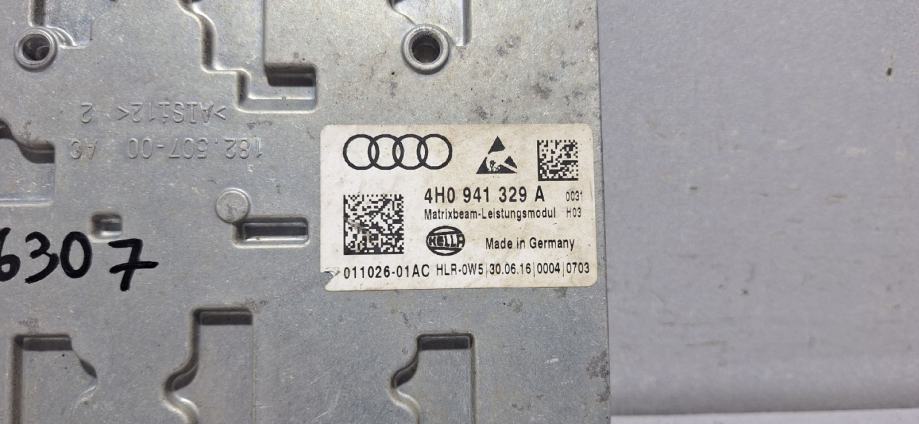 >AlSi12< 2
182.507-00 AC
4H0 941 329 A 0031
Matrixbeam-Leistungsmodul H03
HELLA Made in Germany
011026-01AC HLR-0W5|30.06.16|0004|0703
6307